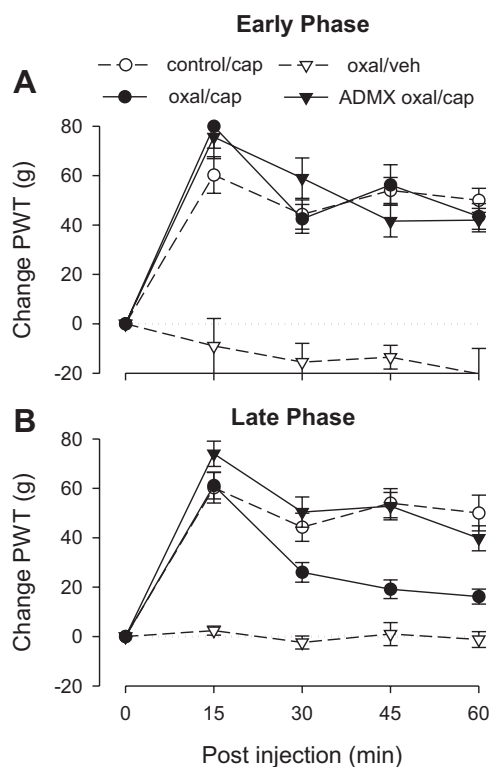 Early Phase
control/cap oxal/veh
oxal/cap ADMX oxal/cap
A
80
60
40
20
0
-20
Change PWT (g)
Late Phase
B
80
60
40
20
0
-20
Change PWT (g)
0 15 30 45 60
Post injection (min)